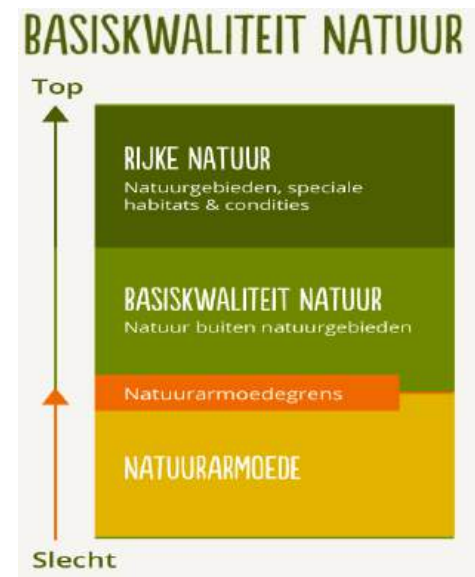 BASISKWALITEIT NATUUR
Top
RIJKE NATUUR
Natuurgebieden, speciale
habitats & condities
BASISKWALITEIT NATUUR
Natuur buiten natuurgebieden
Natuurarmoedegrens
NATUURARMOEDE
Slecht